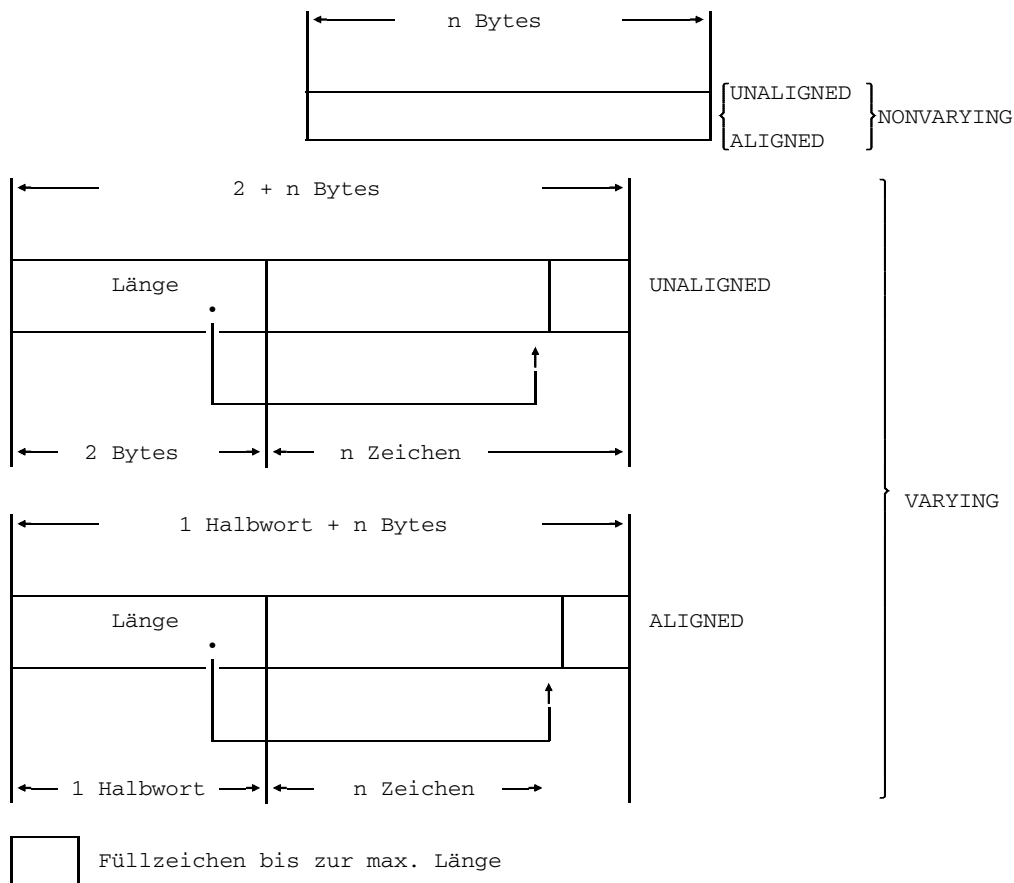 n Bytes
UNALIGNED
NONVARYING
ALIGNED
2 + n Bytes
Länge
UNALIGNED
2 Bytes
n Zeichen
VARYING
1 Halbwort + n Bytes
Länge
ALIGNED
1 Halbwort
n Zeichen
Füllzeichen bis zur max. Länge